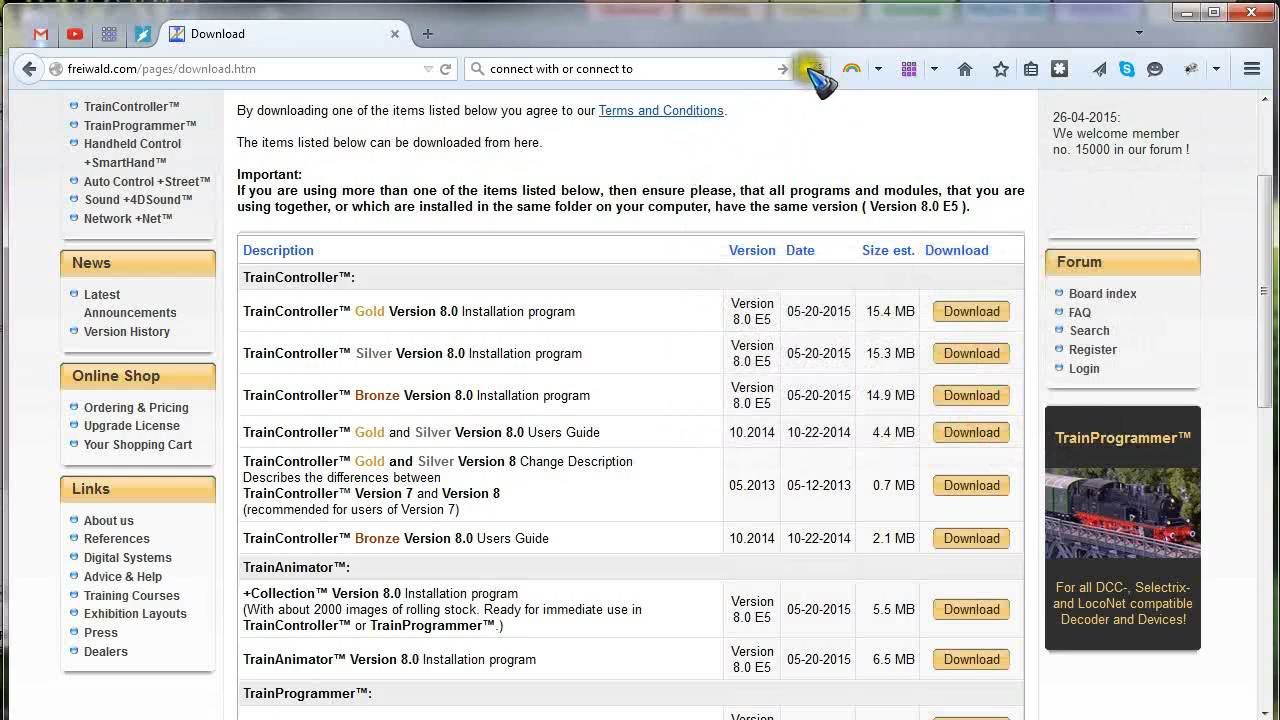 Download
freiwald.com/pages/download.htm
connect with or connect to
TrainController™
TrainProgrammer™
Handheld Control
+SmartHand™
Auto Control +Street™
Sound +4DSound™
Network +Net™
News
Latest
Announcements
Version History
Online Shop
Ordering & Pricing
Upgrade License
Your Shopping Cart
Links
About us
References
Digital Systems
Advice & Help
Training Courses
Exhibition Layouts
Press
Dealers
By downloading one of the items listed below you agree to our Terms and Conditions.
The items listed below can be downloaded from here.
Important:
If you are using more than one of the items listed below, then ensure please, that all programs and modules, that you are
using together, or which are installed in the same folder on your computer, have the same version ( Version 8.0 E5 ).
Description Version Date Size est. Download
TrainController™:
TrainController™ Gold Version 8.0 Installation program Version 8.0 E5 05-20-2015 15.4 MB Download
TrainController™ Silver Version 8.0 Installation program Version 8.0 E5 05-20-2015 15.3 MB Download
TrainController™ Bronze Version 8.0 Installation program Version 8.0 E5 05-20-2015 14.9 MB Download
TrainController™ Gold and Silver Version 8.0 Users Guide 10.2014 10-22-2014 4.4 MB Download
TrainController™ Gold and Silver Version 8 Change Description
Describes the differences between
TrainController™ Version 7 and Version 8
(recommended for users of Version 7)
05.2013 05-12-2013 0.7 MB Download
TrainController™ Bronze Version 8.0 Users Guide 10.2014 10-22-2014 2.1 MB Download
TrainAnimator™:
+Collection™ Version 8.0 Installation program
(With about 2000 images of rolling stock. Ready for immediate use in
TrainController™ or TrainProgrammer™.)
Version 8.0 E5 05-20-2015 5.5 MB Download
TrainAnimator™ Version 8.0 Installation program Version 8.0 E5 05-20-2015 6.5 MB Download
TrainProgrammer™:
26-04-2015:
We welcome member
no. 15000 in our forum !
Forum
Board index
FAQ
Search
Register
Login
TrainProgrammer™
For all DCC-, Selectrix-
and LocoNet compatible
Decoder and Devices!